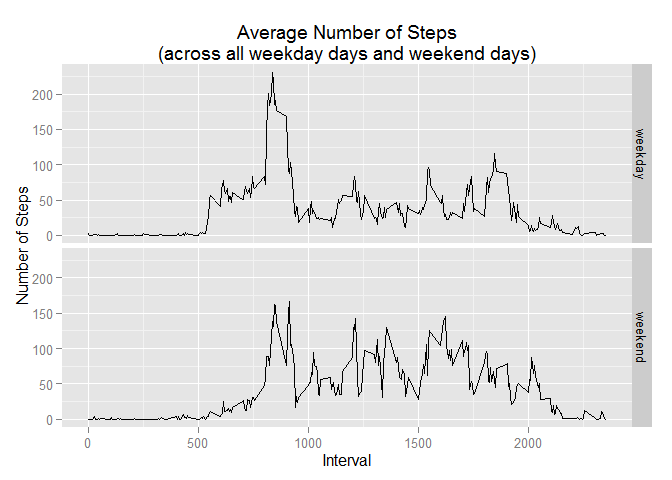 Average Number of Steps
(across all weekday days and weekend days)
200
150
100
50
0
weekday
200
150
100
50
0
weekend
Number of Steps
0 500 1000 1500 2000
Interval